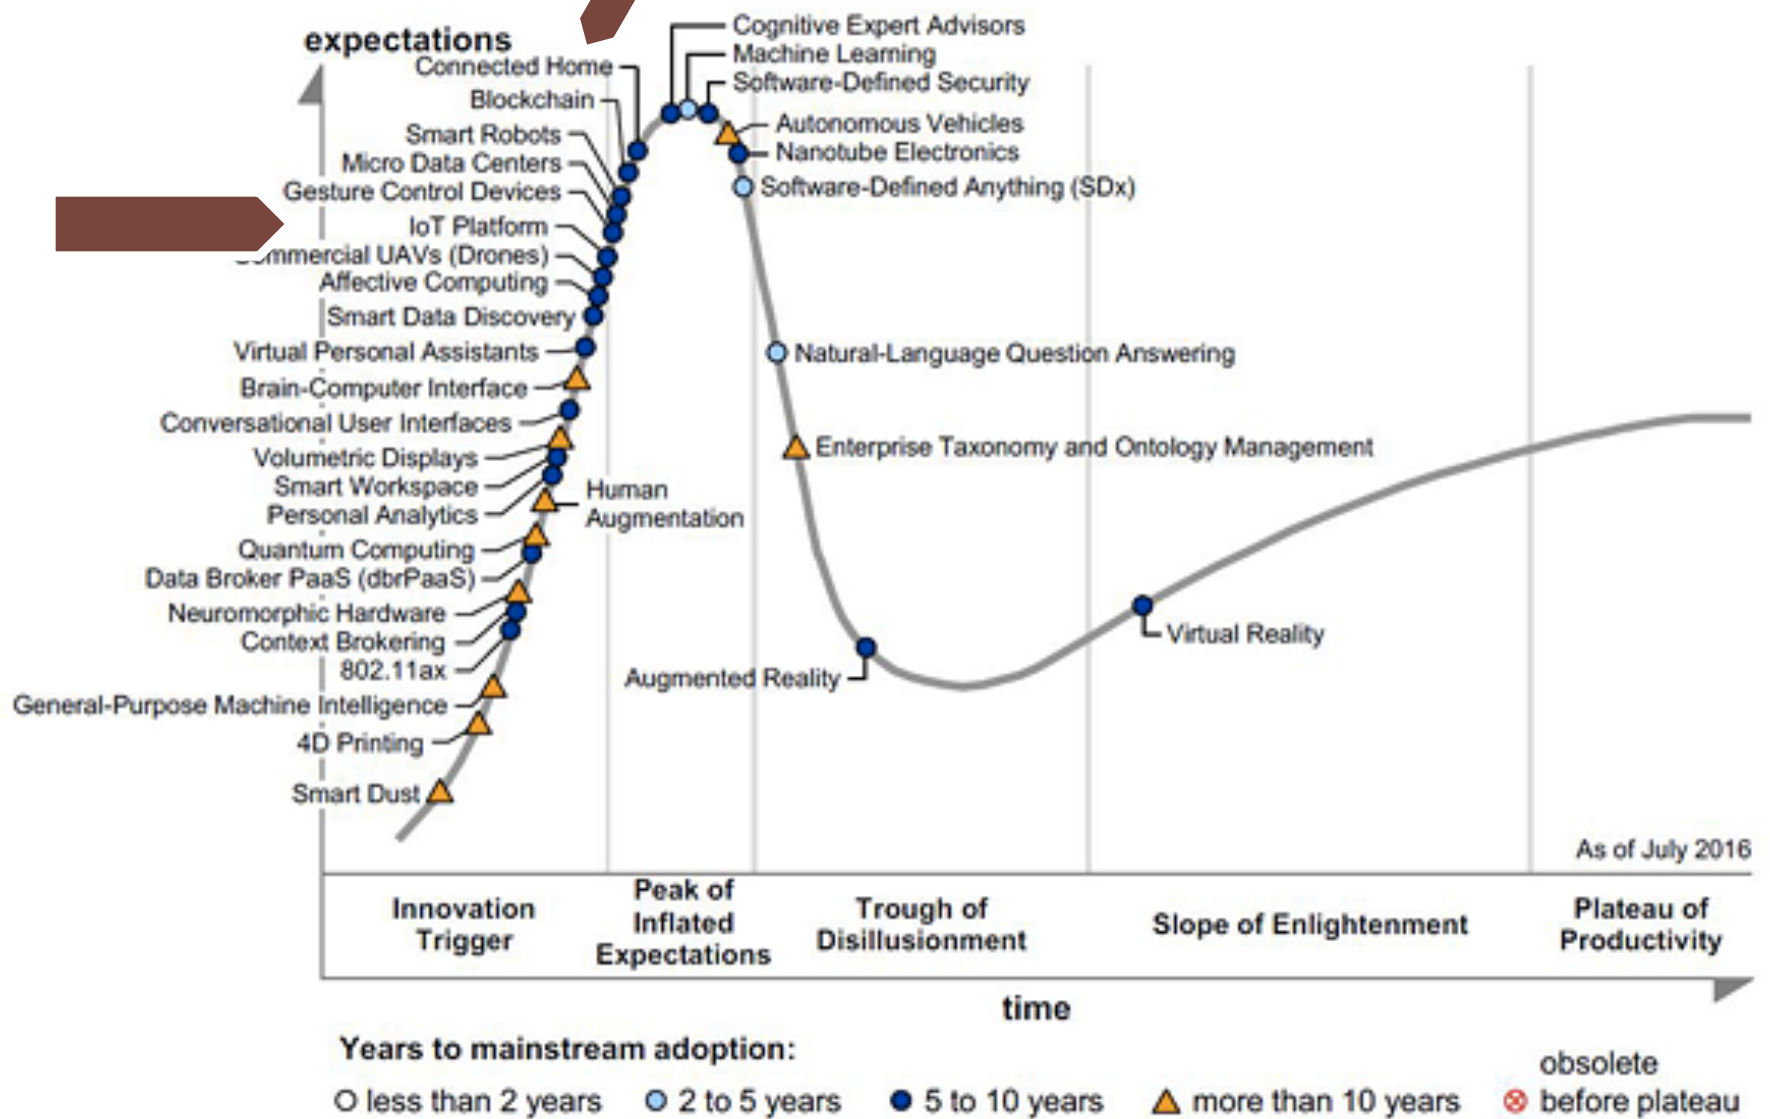 expectations
Cognitive Expert Advisors
Machine Learning
Software-Defined Security
Connected Home
Blockchain
Smart Robots
Micro Data Centers
Gesture Control Devices
IoT Platform
Commercial UAVs (Drones)
Affective Computing
Smart Data Discovery
Virtual Personal Assistants
Brain-Computer Interface
Conversational User Interfaces
Volumetric Displays
Smart Workspace
Personal Analytics
Quantum Computing
Data Broker PaaS (dbrPaaS)
Neuromorphic Hardware
Context Brokering
802.11ax
General-Purpose Machine Intelligence
4D Printing
Smart Dust
Human
Augmentation
Autonomous Vehicles
Nanotube Electronics
Software-Defined Anything (SDx)
Natural-Language Question Answering
Enterprise Taxonomy and Ontology Management
Augmented Reality
Virtual Reality
As of July 2016
Innovation
Trigger
Peak of
Inflated
Expectations
Trough of
Disillusionment
Slope of Enlightenment
Plateau of
Productivity
time
Years to mainstream adoption:
less than 2 years
2 to 5 years
5 to 10 years
more than 10 years
obsolete
before plateau